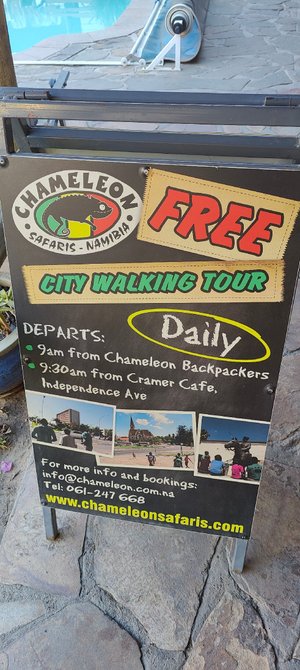 CHAMELEON
SAFARIS - NAMIBIA
FREE
CITY WALKING TOUR
Daily
DEPARTS:
9am from Chameleon Backpackers
9:30am from Cramer Cafe,
Independence Ave
For more info and bookings:
info@chameleon.com.na
Tel: 061-247 668
www.chameleonsafaris.com